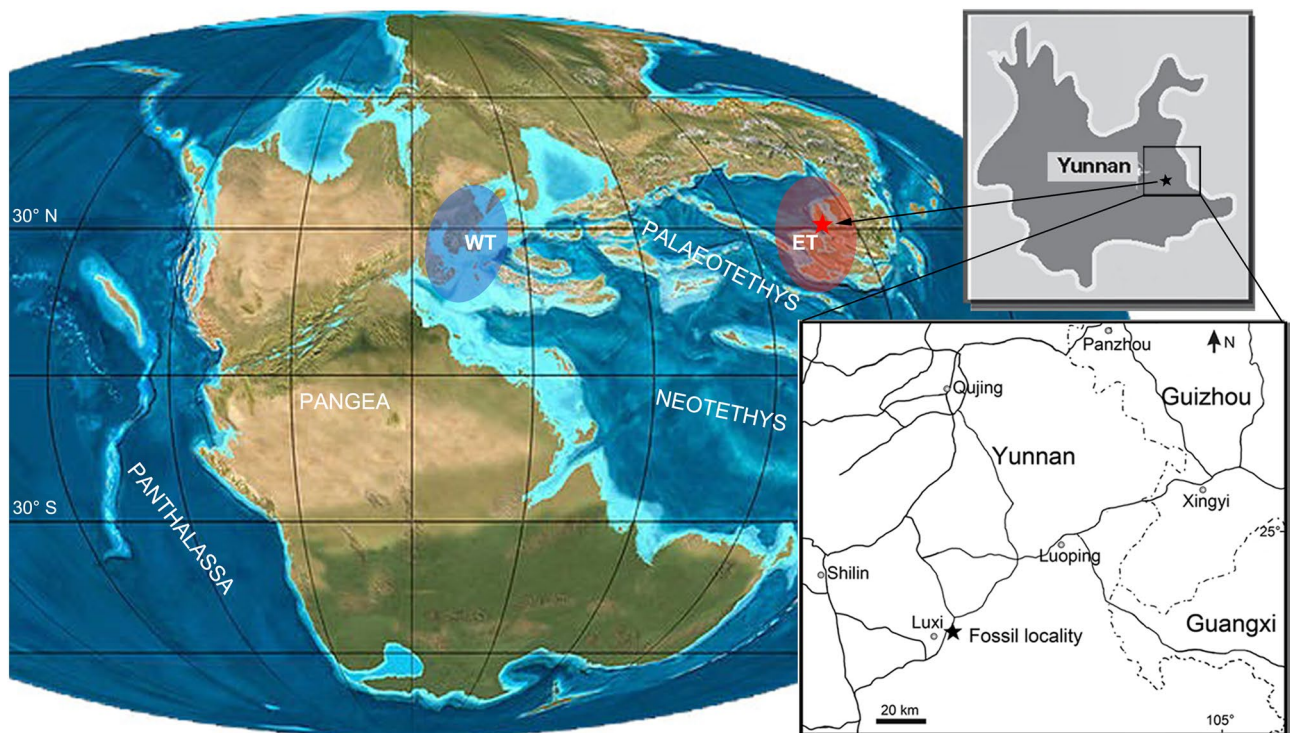 30° N
WT
PALAEOTETHYS
ET
PANGEA
NEOTETHYS
30° S
PANTHALASSA
Yunnan
Panzhou
N
Qujing
Guizhou
Yunnan
Xingyi
25°
Luoping
Shilin
Guangxi
Luxi
Fossil locality
20 km
105°